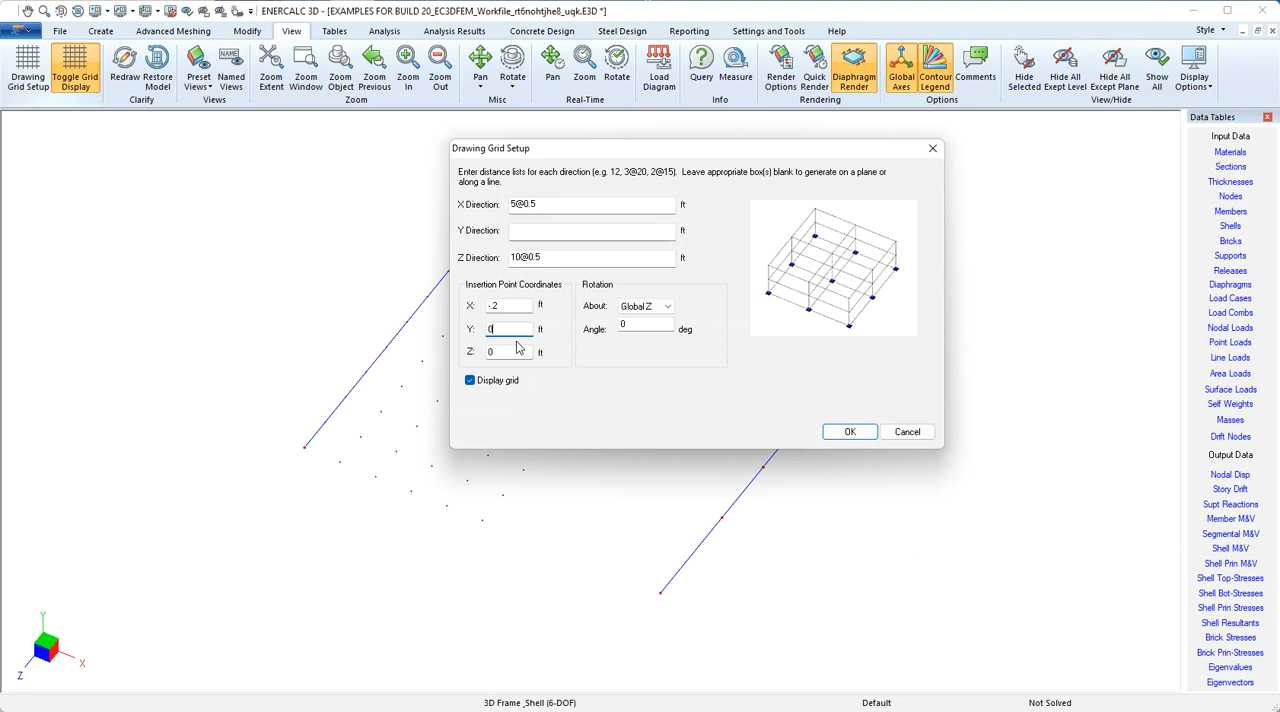 ENERCALC 3D - [EXAMPLES FOR BUILD 20_EC3DFEM_Workfile_rt6nohtjhe8_uqk.E3D *]
File Create Advanced Meshing Modify View Tables Analysis Analysis Results Concrete Design Steel Design Reporting Settings and Tools Help Style
Drawing Grid Setup
Toggle Grid Display
Redraw
Restore Model
Clarify
Preset Views
Named Views
Views
Zoom Extent
Zoom Window
Zoom Object
Zoom Previous
Zoom In
Zoom Out
Zoom
Pan
Rotate
Misc
Pan
Zoom
Rotate
Real-Time
Load Diagram
Query
Measure
Info
Render Options
Quick Render
Diaphragm Render
Rendering
Global Axes
Contour Legend
Comments
Options
Hide Selected
Hide All Exept Level
Hide All Except Plane
Show All
Display Options
View/Hide
Drawing Grid Setup
Enter distance lists for each direction (e.g. 12, 3@20, 2@15). Leave appropriate box(s) blank to generate on a plane or
along a line.
X Direction: 5@0.5 ft
Y Direction: ft
Z Direction: 10@0.5 ft
Insertion Point Coordinates
X: -.2 ft
Y: 0 ft
Z: 0 ft
Rotation
About: Global Z
Angle: 0 deg
Display grid
OK Cancel
Data Tables
Input Data
Materials
Sections
Thicknesses
Nodes
Members
Shells
Bricks
Supports
Releases
Diaphragms
Load Cases
Load Combs
Nodal Loads
Point Loads
Line Loads
Area Loads
Surface Loads
Self Weights
Masses
Drift Nodes
Output Data
Nodal Disp
Story Drift
Supt Reactions
Member M&V
Segmental M&V
Shell M&V
Shell Prin M&V
Shell Top-Stresses
Shell Bot-Stresses
Shell Prin Stresses
Shell Resultants
Brick Stresses
Brick Prin-Stresses
Eigenvalues
Eigenvectors
Y
X
Z
3D Frame_Shell (6-DOF) Default Not Solved